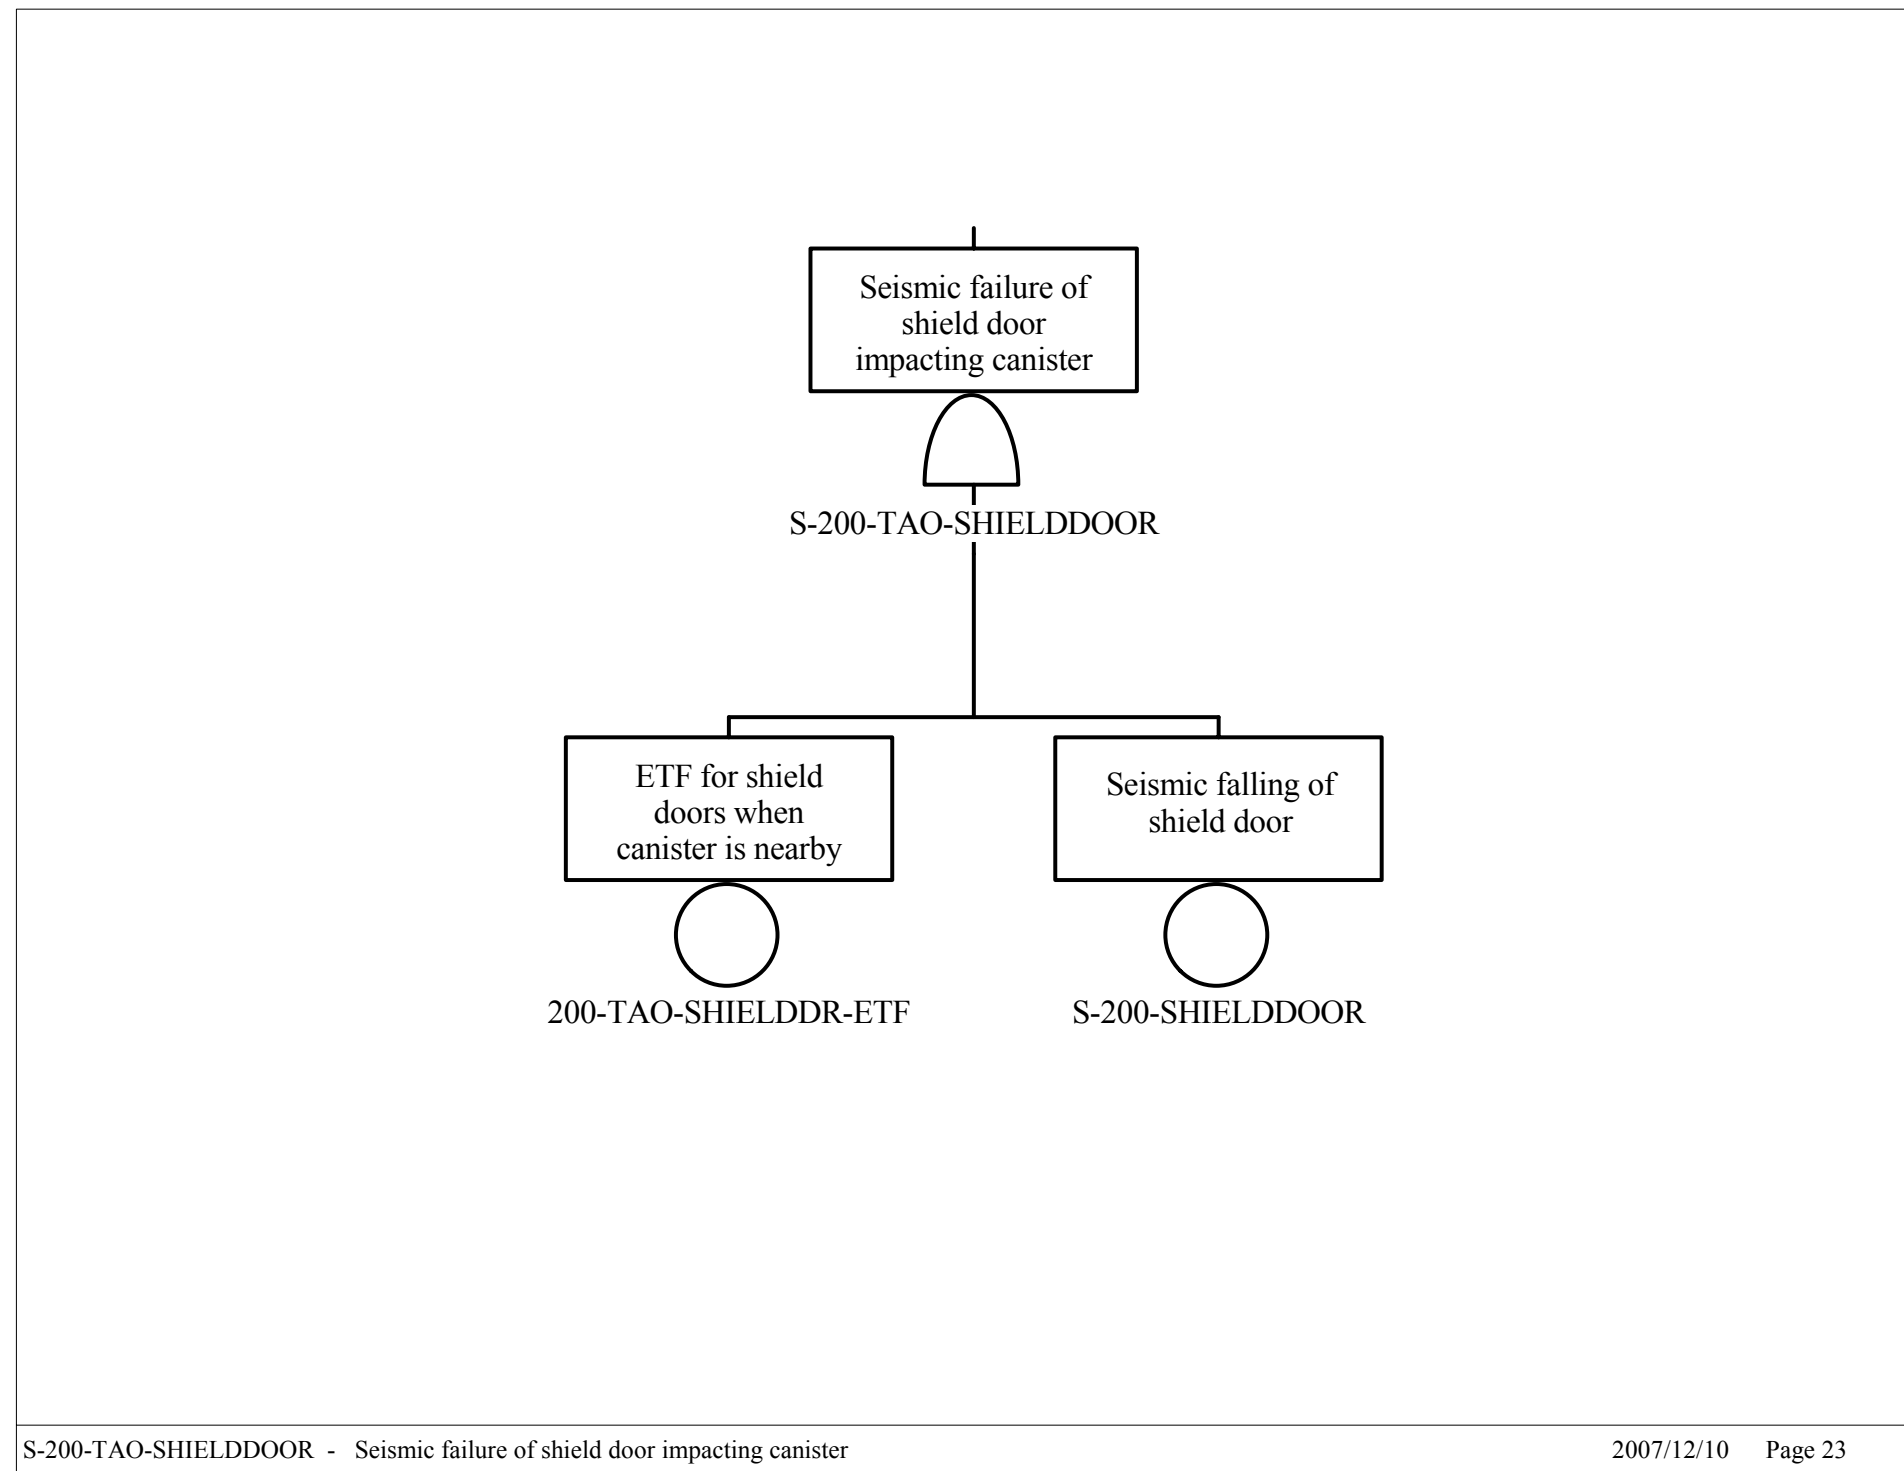 Seismic failure of
shield door
impacting canister
S-200-TAO-SHIELDDOOR
ETF for shield
doors when
canister is nearby
200-TAO-SHIELDDR-ETF
Seismic falling of
shield door
S-200-SHIELDDOOR
S-200-TAO-SHIELDDOOR - Seismic failure of shield door impacting canister 2007/12/10 Page 23